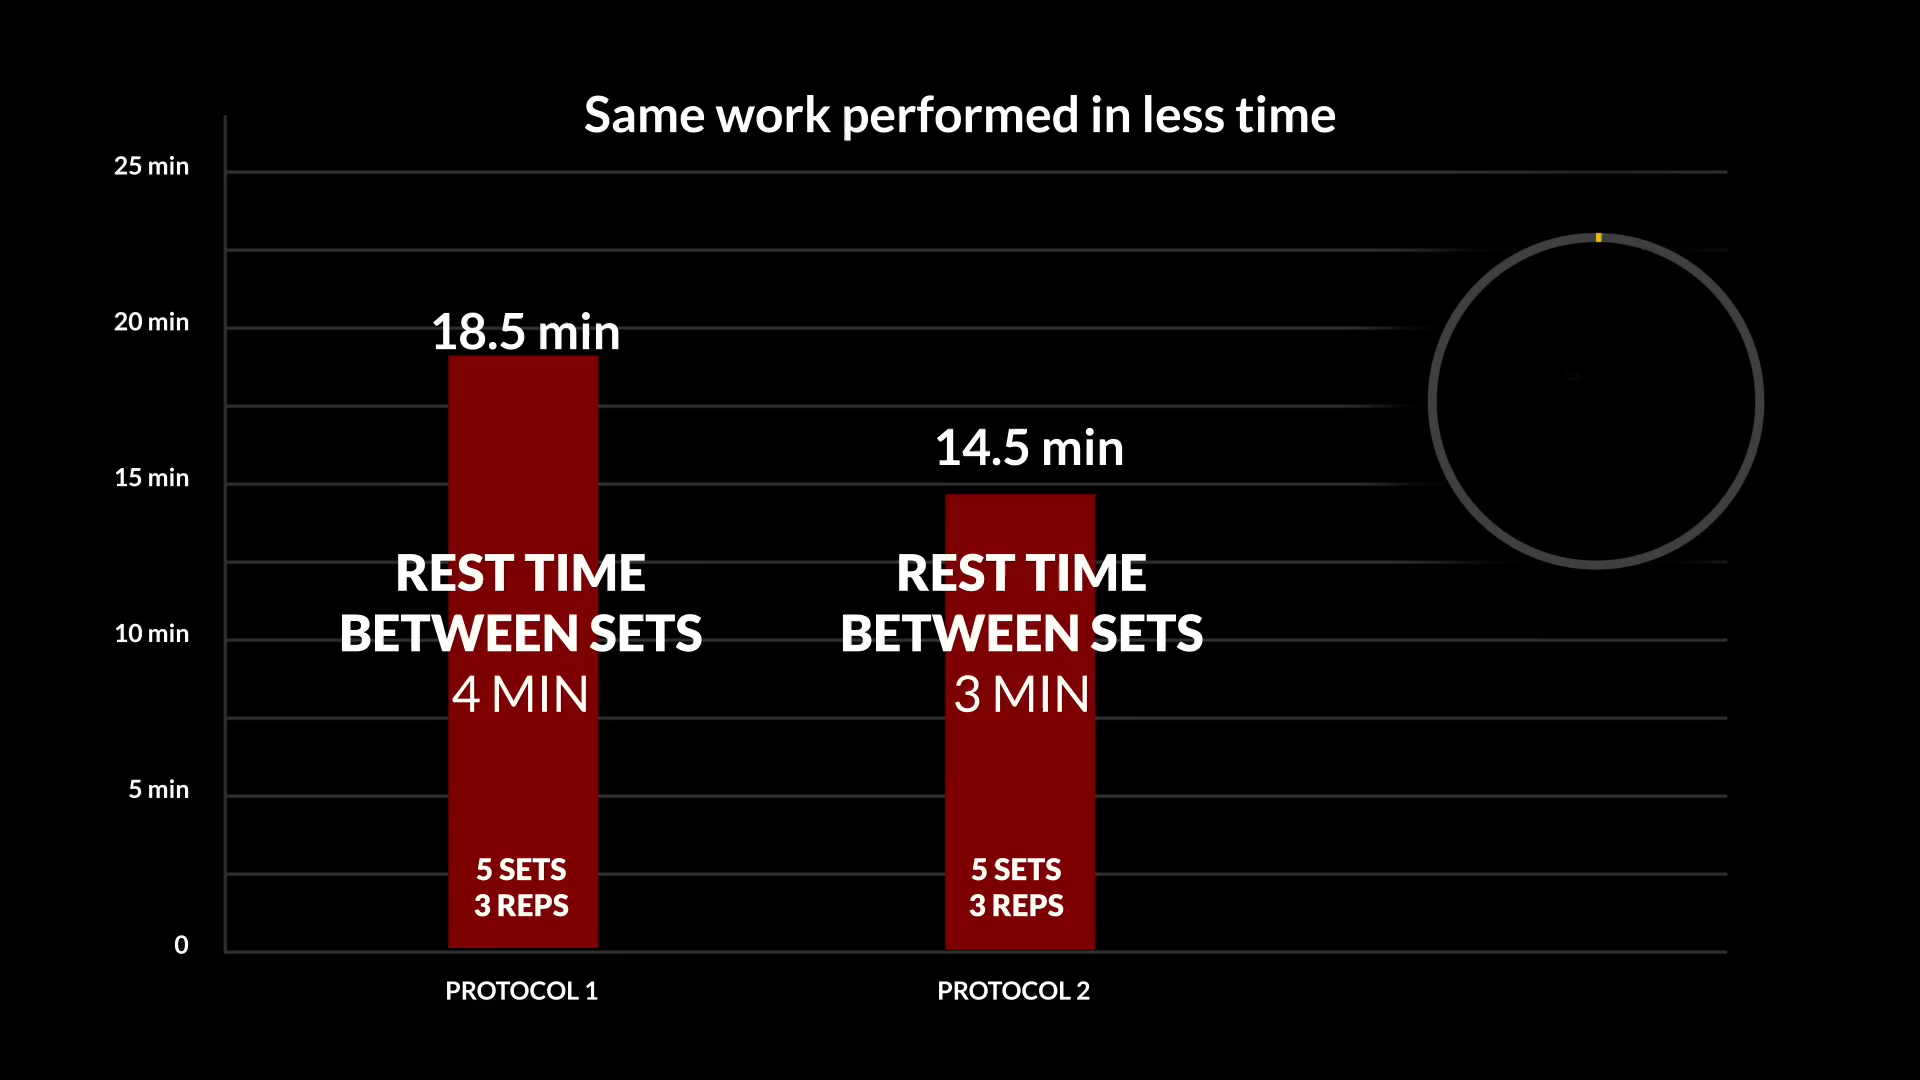 Same work performed in less time
25 min
20 min
15 min
10 min
5 min
0
18.5 min
REST TIME
BETWEEN SETS
4 MIN
5 SETS
3 REPS
PROTOCOL 1
14.5 min
REST TIME
BETWEEN SETS
3 MIN
5 SETS
3 REPS
PROTOCOL 2